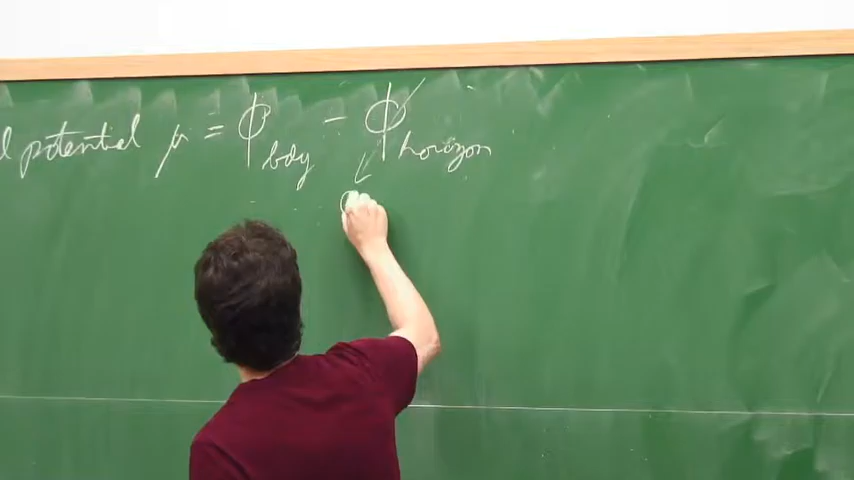 l potential μ = ϕ_body - ϕ_horizon